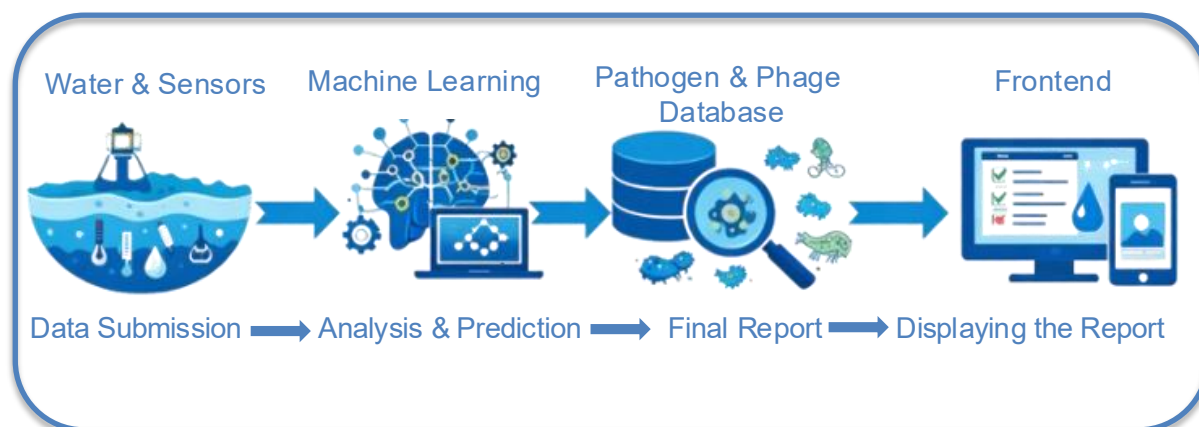 Water & Sensors
Machine Learning
Pathogen & Phage
Database
Frontend
Data Submission
Analysis & Prediction
Final Report
Displaying the Report